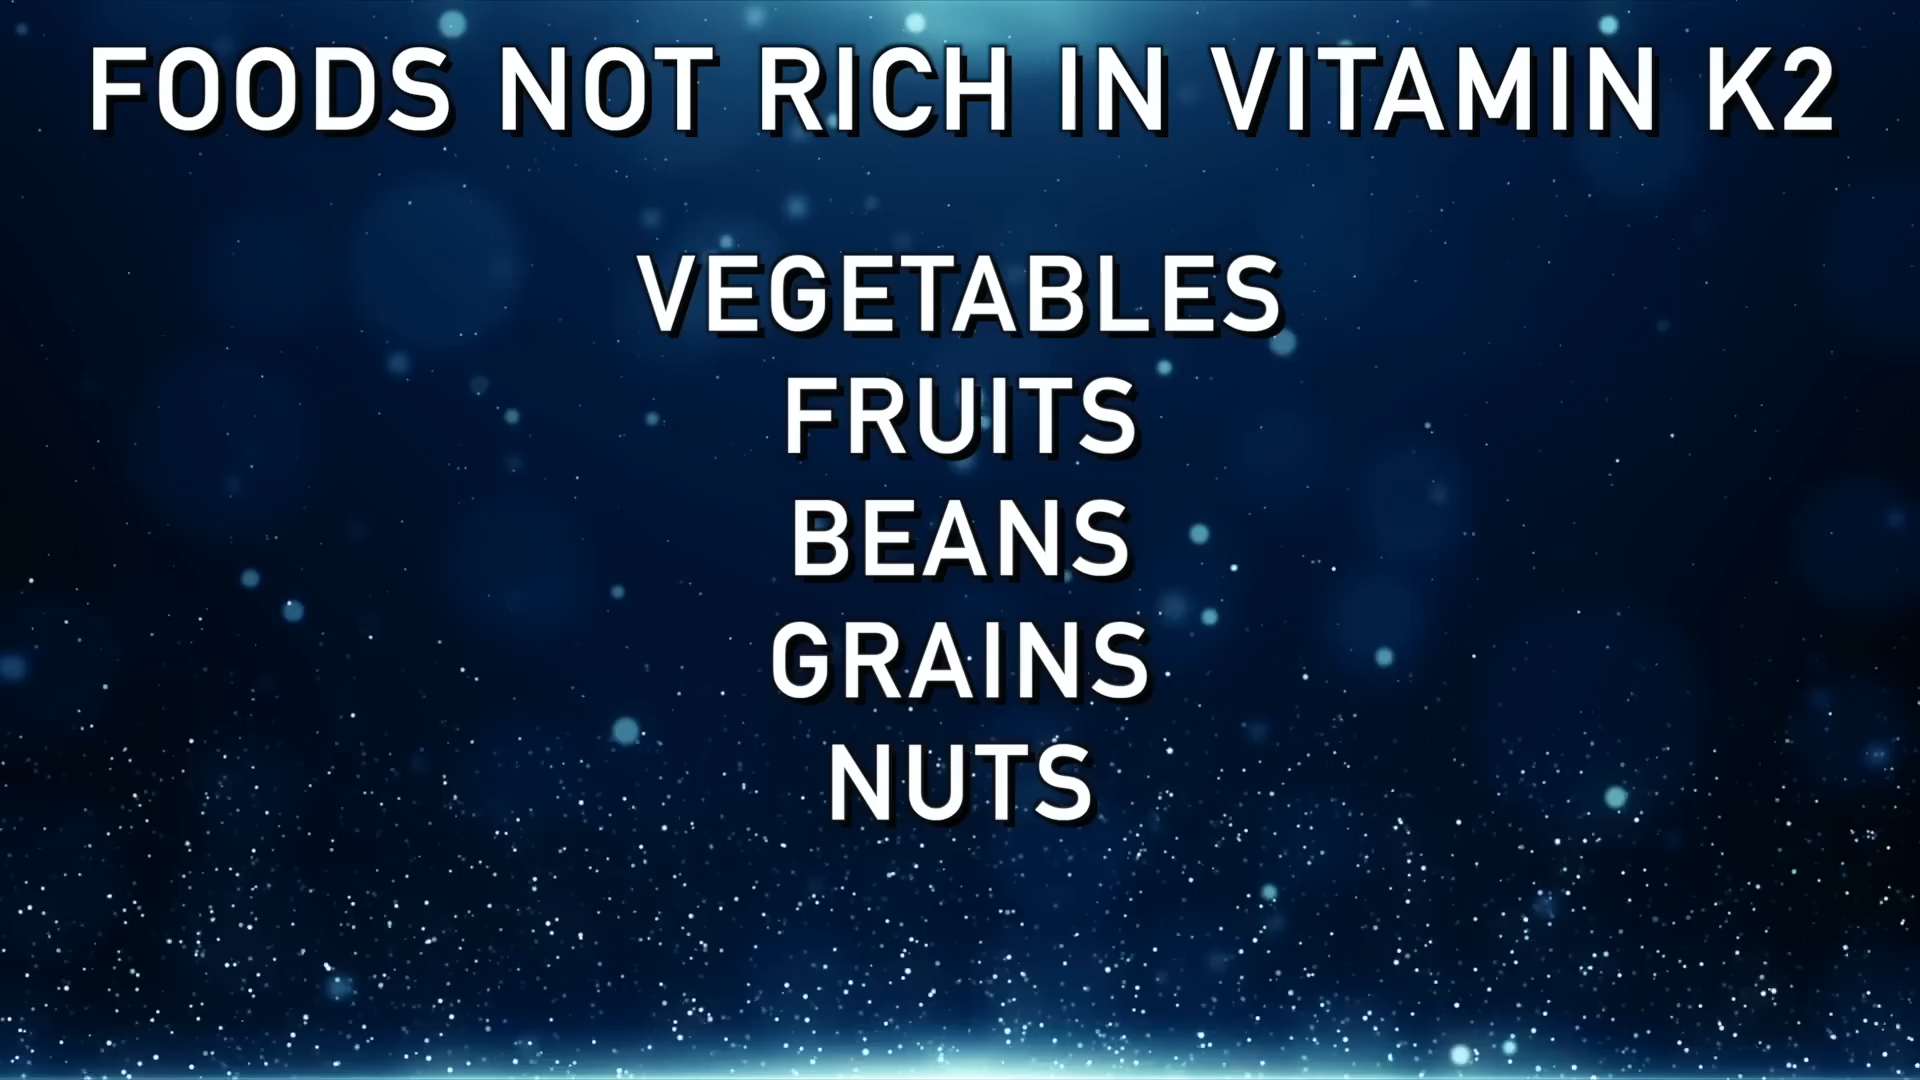 FOODS NOT RICH IN VITAMIN K2
VEGETABLES
FRUITS
BEANS
GRAINS
NUTS